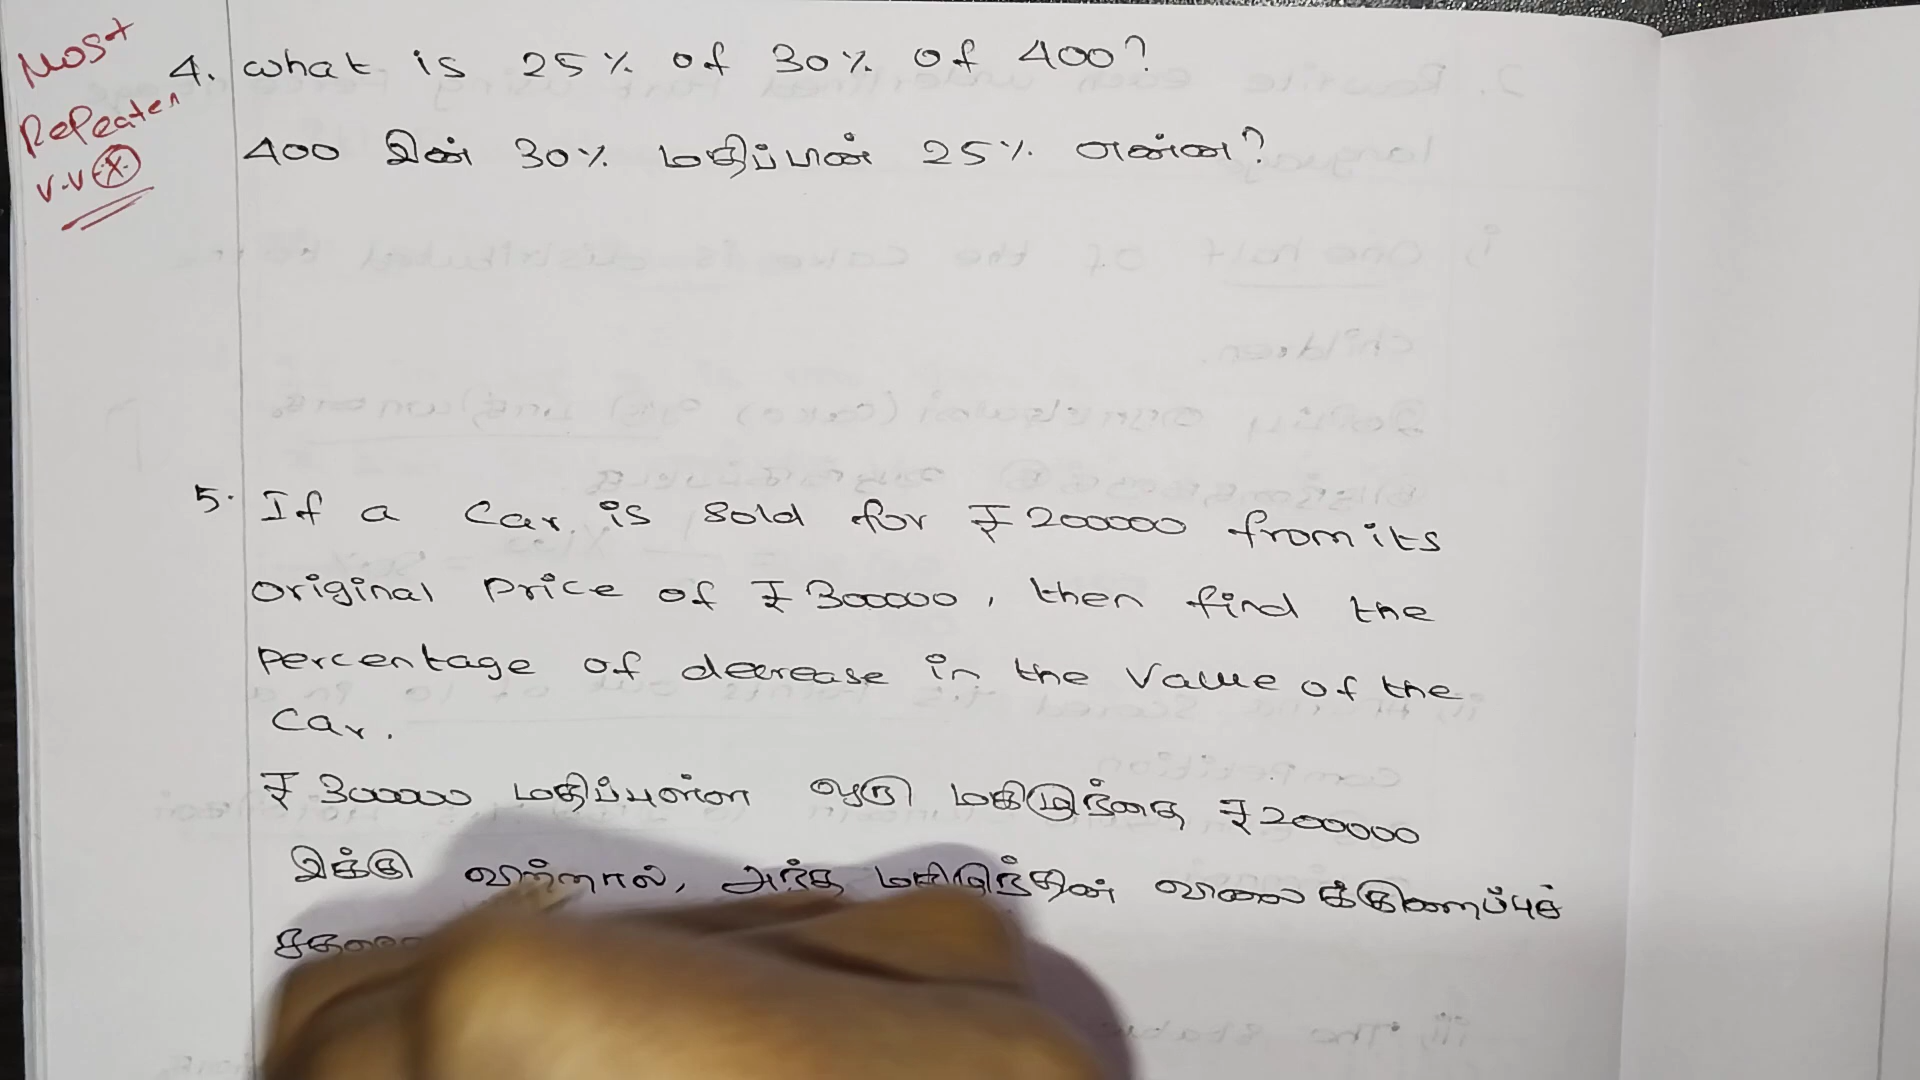 Most
Repeated
V.V.
4. What is 25% of 30% of 400?
400 இன் 30% மதிப்பின் 25% என்ன?
5. If a car is sold for ₹200000 from its
original price of ₹300000, then find the
percentage of decrease in the value of the
car.
₹300000 மதிப்புள்ள ஒரு மகிழுந்தை ₹200000
இக்கு விற்றால், அந்த மகிழுந்தின் விலை குறைப்புச்